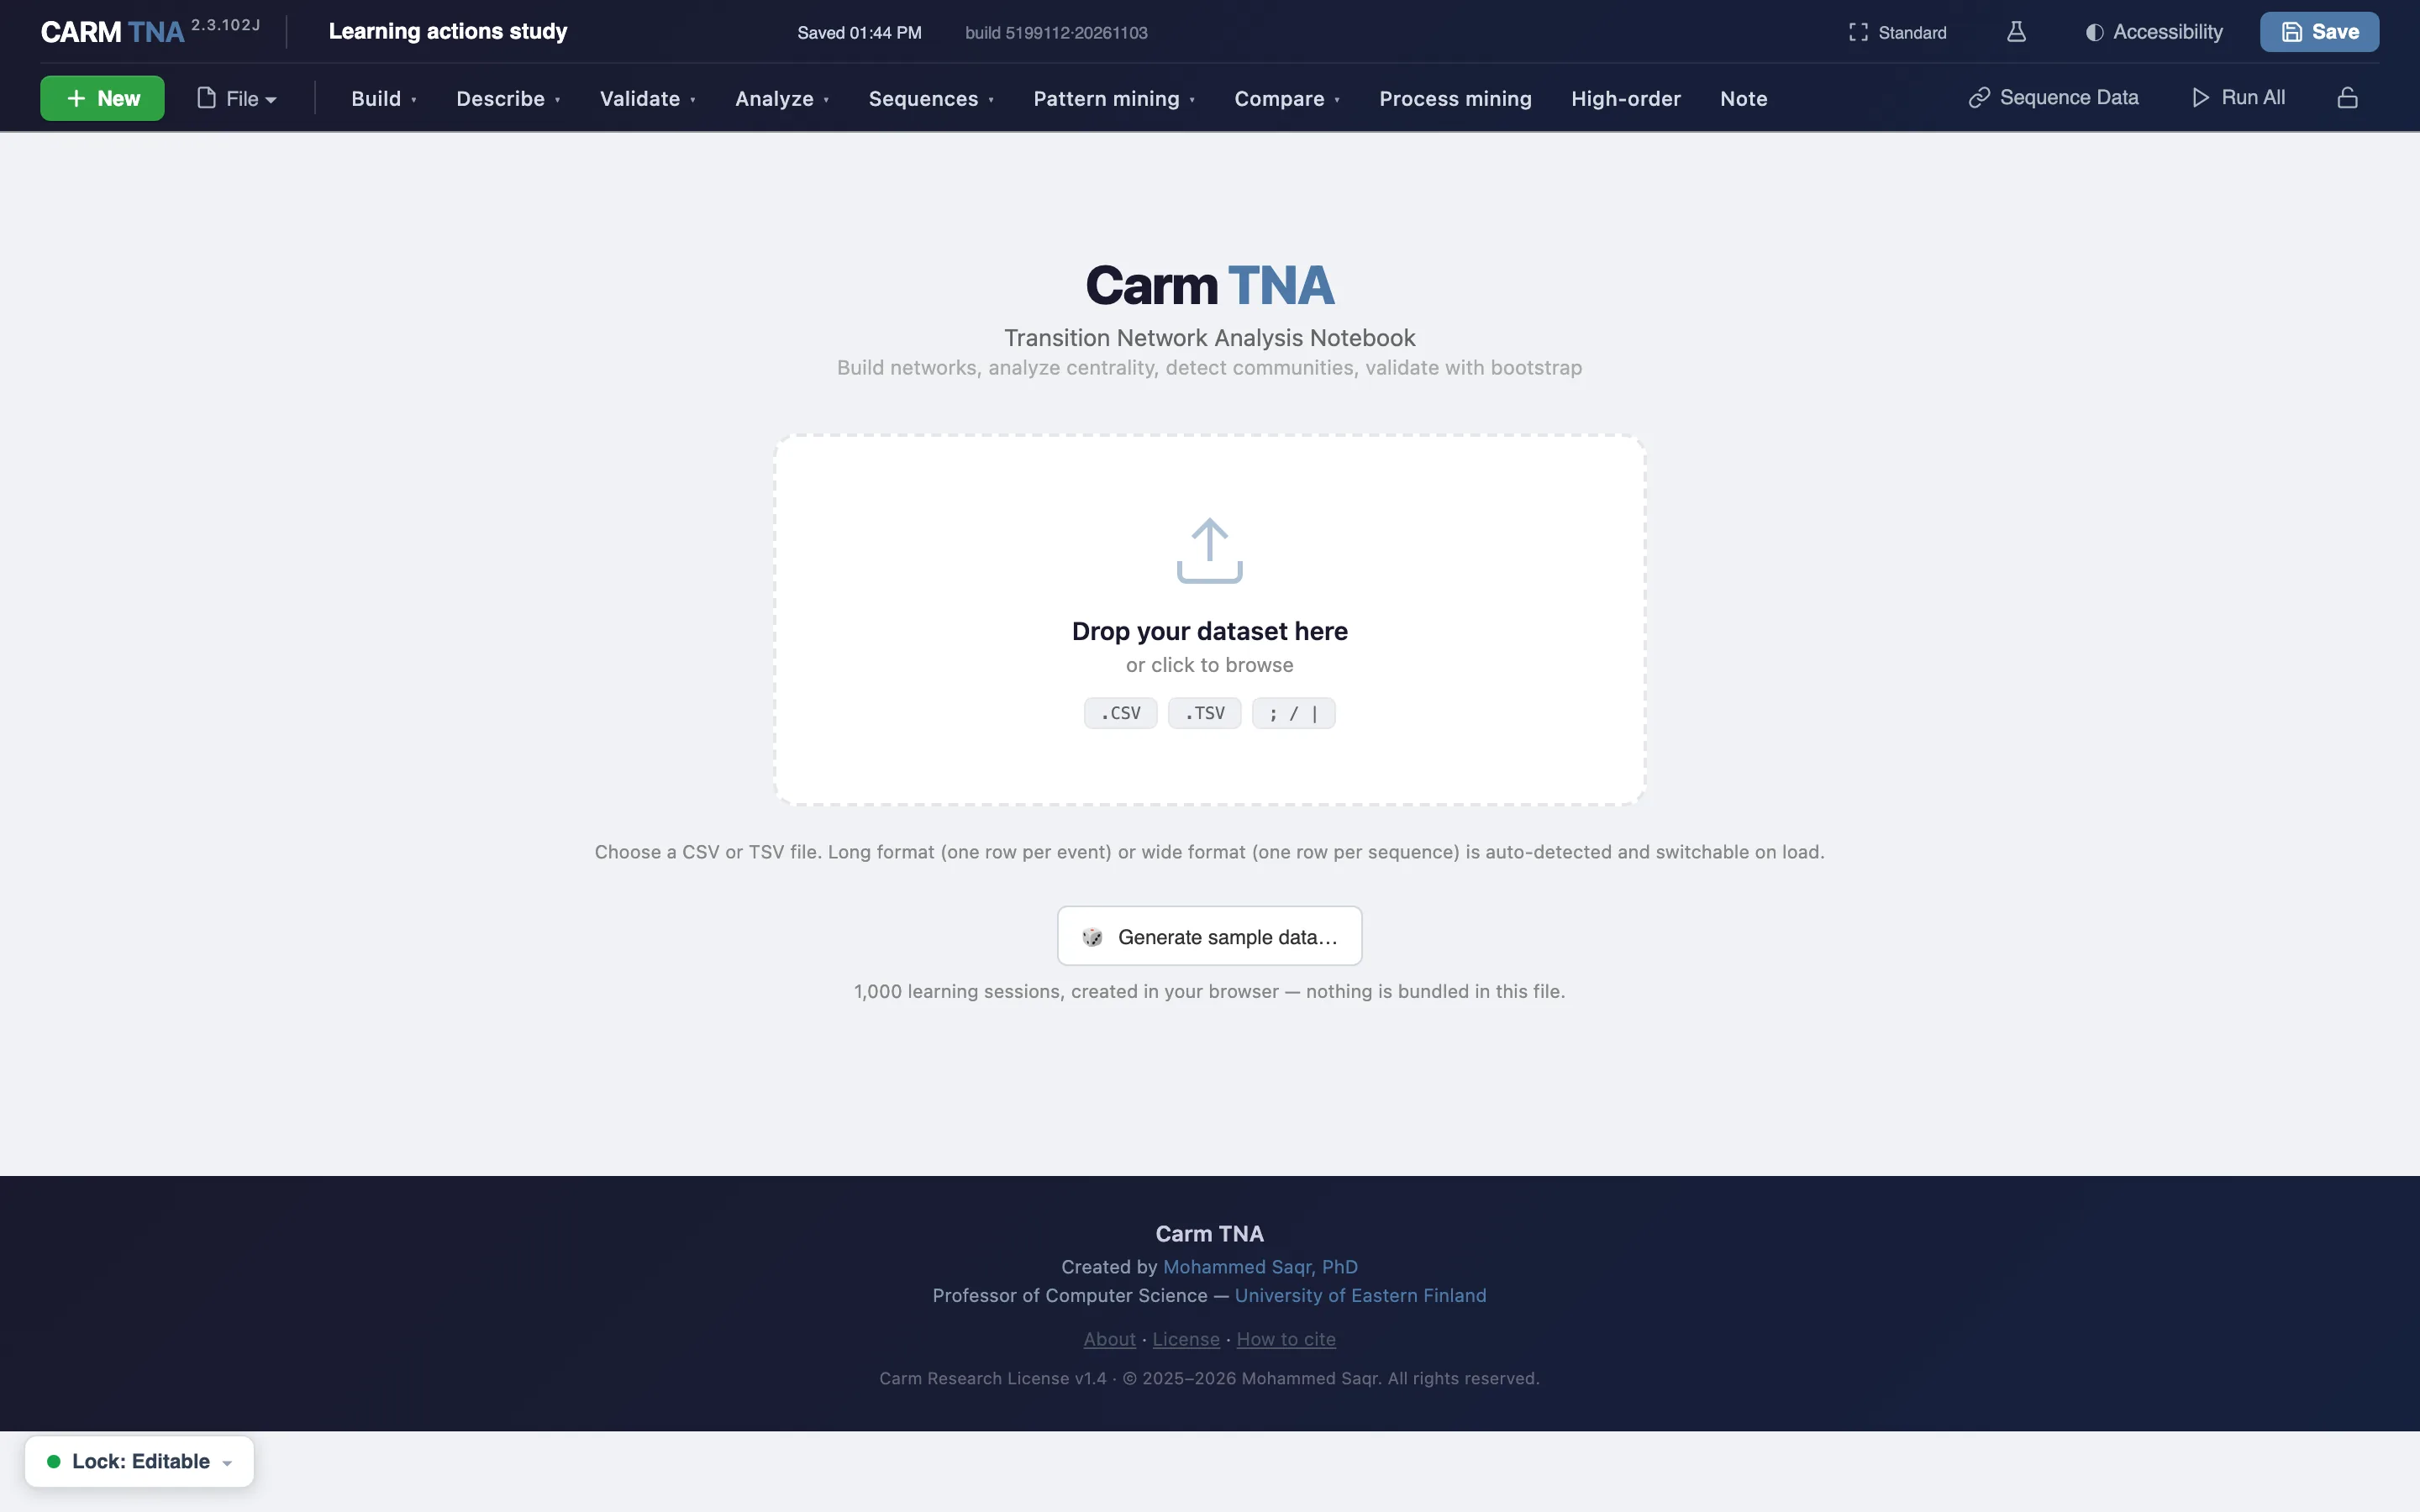 CARM TNA 2.3.102J
Learning actions study
Saved 01:44 PM
build 5199112·20261103
Standard
Accessibility
Save
+ New
File
Build
Describe
Validate
Analyze
Sequences
Pattern mining
Compare
Process mining
High-order
Note
Sequence Data
Run All
Carm TNA
Transition Network Analysis Notebook
Build networks, analyze centrality, detect communities, validate with bootstrap
Drop your dataset here
or click to browse
.CSV .TSV ; / |
Choose a CSV or TSV file. Long format (one row per event) or wide format (one row per sequence) is auto-detected and switchable on load.
Generate sample data...
1,000 learning sessions, created in your browser — nothing is bundled in this file.
Carm TNA
Created by Mohammed Saqr, PhD
Professor of Computer Science — University of Eastern Finland
About · License · How to cite
Carm Research License v1.4 · © 2025–2026 Mohammed Saqr. All rights reserved.
Lock: Editable